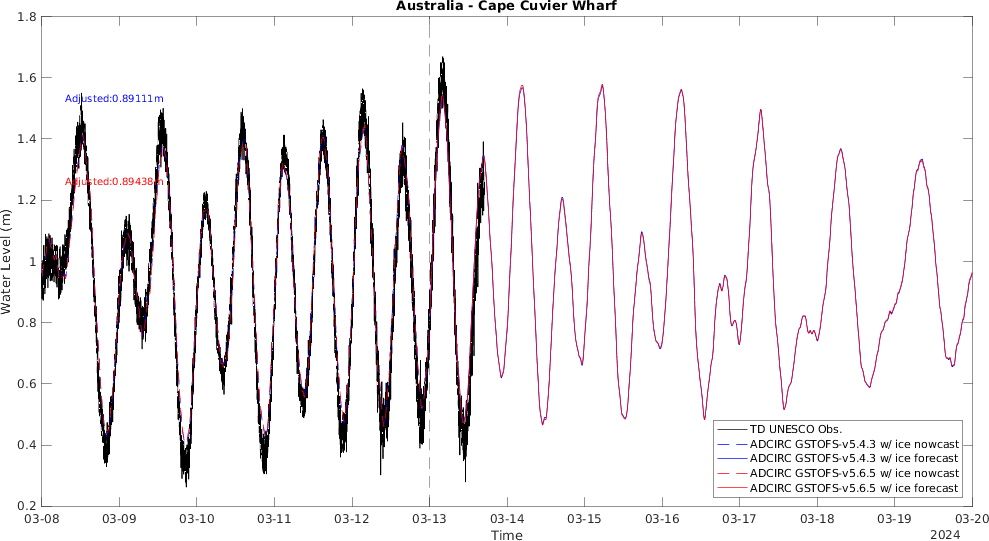 Australia - Cape Cuvier Wharf
1.8
1.6
1.4
1.2
1
0.8
0.6
0.4
0.2
Water Level (m)
Adjusted:0.89111m
Adjusted:0.89438m
TD UNESCO Obs.
ADCIRC GSTOFS-v5.4.3 w/ ice nowcast
ADCIRC GSTOFS-v5.4.3 w/ ice forecast
ADCIRC GSTOFS-v5.6.5 w/ ice nowcast
ADCIRC GSTOFS-v5.6.5 w/ ice forecast
03-08 03-09 03-10 03-11 03-12 03-13 03-14 03-15 03-16 03-17 03-18 03-19 03-20
Time
2024